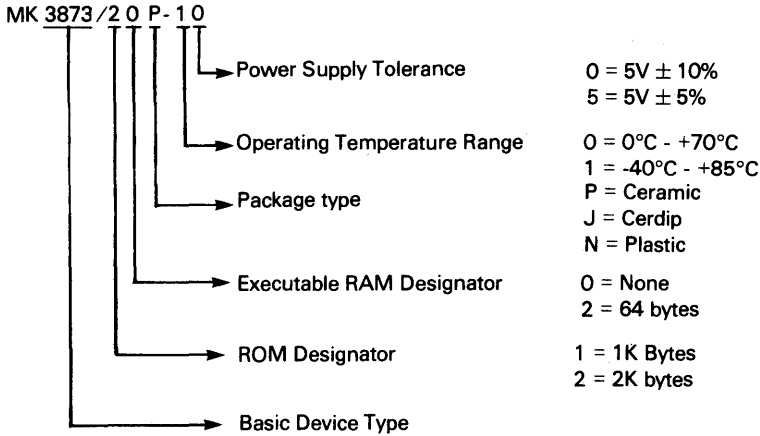 MK 3873/20 P-10
Power Supply Tolerance 0 = 5V ± 10%
5 = 5V ± 5%
Operating Temperature Range 0 = 0°C - +70°C
1 = -40°C - +85°C
Package type P = Ceramic
J = Cerdip
N = Plastic
Executable RAM Designator 0 = None
2 = 64 bytes
ROM Designator 1 = 1K Bytes
2 = 2K bytes
Basic Device Type